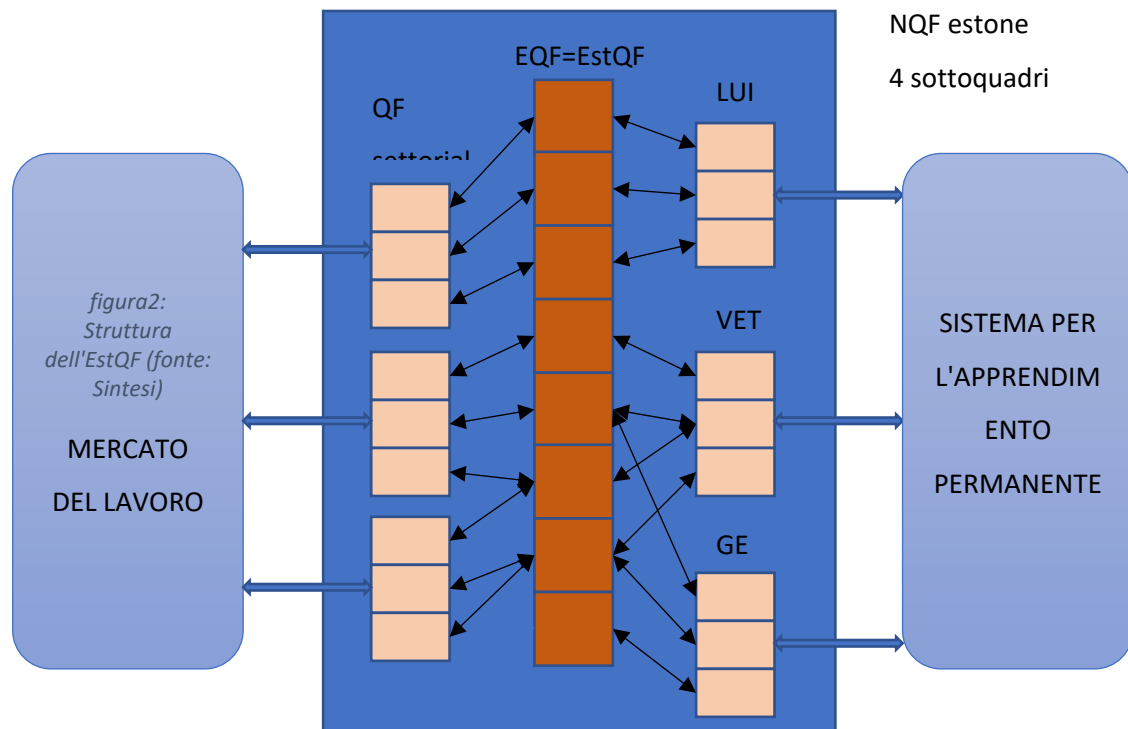 NQF estone
4 sottoquadri
EQF=EstQF
QF
settorial
LUI
VET
GE
figura2:
Struttura
dell'EstQF (fonte:
Sintesi)
MERCATO
DEL LAVORO
SISTEMA PER
L'APPRENDIM
ENTO
PERMANENTE